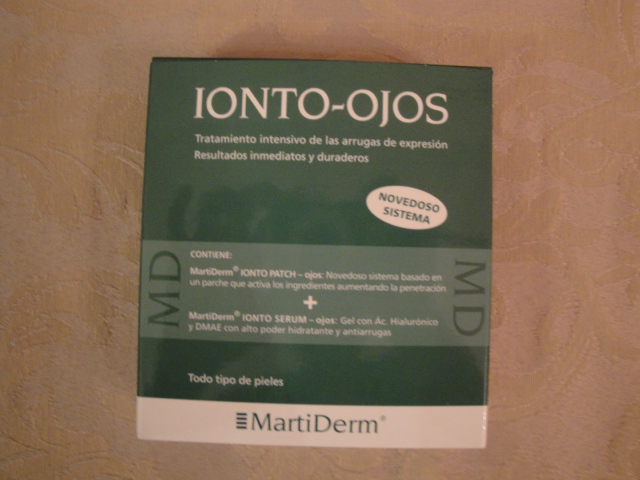 IONTO-OJOS
Tratamiento intensivo de las arrugas de expresión
Resultados inmediatos y duraderos
NOVEDOSO
SISTEMA
CONTIENE:
MartiDerm® IONTO PATCH – ojos: Novedoso sistema basado en
un parche que activa los ingredientes aumentando la penetración
+
MartiDerm® IONTO SERUM – ojos: Gel con Ác. Hialurónico
y DMAE con alto poder hidratante y antiarrugas
MD
MD
Todo tipo de pieles
MartiDerm®